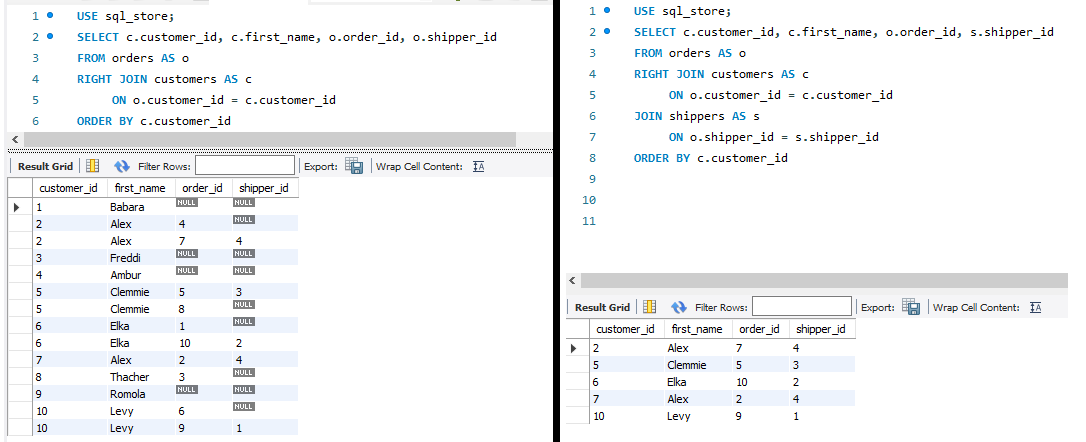 1 USE sql_store;
2 SELECT c.customer_id, c.first_name, o.order_id, o.shipper_id
3 FROM orders AS o
4 RIGHT JOIN customers AS c
5 ON o.customer_id = c.customer_id
6 ORDER BY c.customer_id
Result Grid Filter Rows: Export: Wrap Cell Content:
customer_id first_name order_id shipper_id
1 Babara NULL NULL
2 Alex 4 NULL
2 Alex 7 4
3 Freddi NULL NULL
4 Ambur NULL NULL
5 Clemmie 5 3
5 Clemmie 8 NULL
6 Elka 1 NULL
6 Elka 10 2
7 Alex 2 4
8 Thacher 3 NULL
9 Romola NULL NULL
10 Levy 6 NULL
10 Levy 9 1
1 USE sql_store;
2 SELECT c.customer_id, c.first_name, o.order_id, s.shipper_id
3 FROM orders AS o
4 RIGHT JOIN customers AS c
5 ON o.customer_id = c.customer_id
6 JOIN shippers AS s
7 ON o.shipper_id = s.shipper_id
8 ORDER BY c.customer_id
9
10
11
Result Grid Filter Rows: Export: Wrap Cell Content:
customer_id first_name order_id shipper_id
2 Alex 7 4
5 Clemmie 5 3
6 Elka 10 2
7 Alex 2 4
10 Levy 9 1